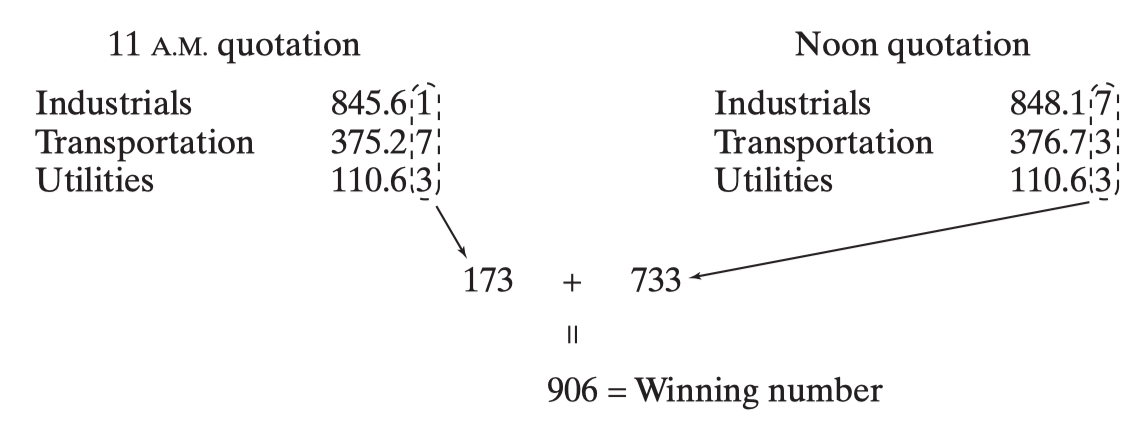 11 A.M. quotation Noon quotation
Industrials 845.61 Industrials 848.17
Transportation 375.27 Transportation 376.73
Utilities 110.63 Utilities 110.63
173 + 733
=
906 = Winning number